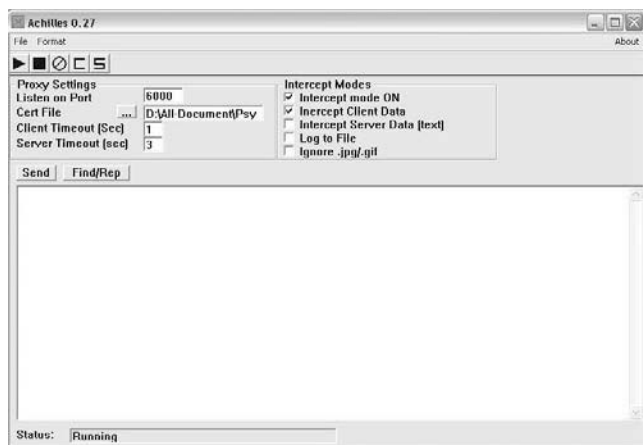 Achilles 0.27
File Format About
Proxy Settings
Listen on Port 6000
Cert File ... D:\All-Document\Psy
Client Timeout (Sec) 1
Server Timeout (sec) 3
Intercept Modes
Intercept mode ON
Inercept Client Data
Intercept Server Data (text)
Log to File
Ignore .jpg/.gif
Send Find/Rep
Status: Running